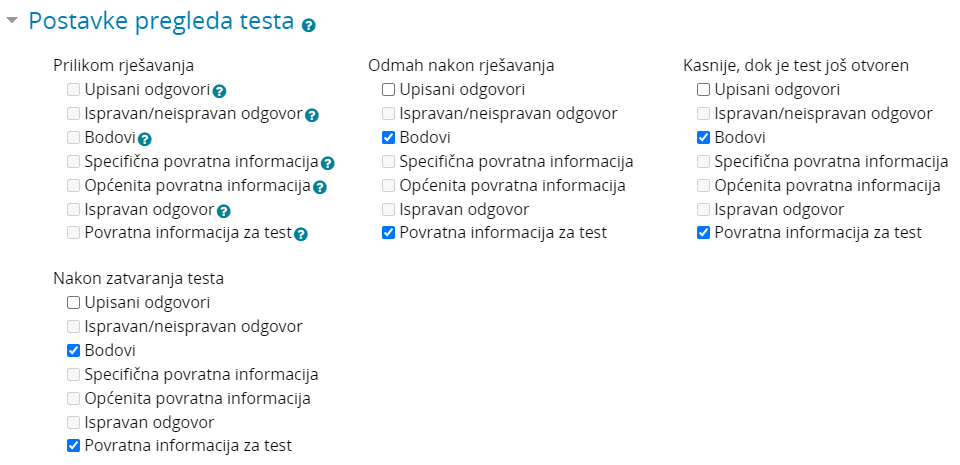 Postavke pregleda testa
Prilikom rješavanja
Upisani odgovori
Ispravan/neispravan odgovor
Bodovi
Specifična povratna informacija
Općenita povratna informacija
Ispravan odgovor
Povratna informacija za test
Odmah nakon rješavanja
Upisani odgovori
Ispravan/neispravan odgovor
Bodovi
Specifična povratna informacija
Općenita povratna informacija
Ispravan odgovor
Povratna informacija za test
Kasnije, dok je test još otvoren
Upisani odgovori
Ispravan/neispravan odgovor
Bodovi
Specifična povratna informacija
Općenita povratna informacija
Ispravan odgovor
Povratna informacija za test
Nakon zatvaranja testa
Upisani odgovori
Ispravan/neispravan odgovor
Bodovi
Specifična povratna informacija
Općenita povratna informacija
Ispravan odgovor
Povratna informacija za test